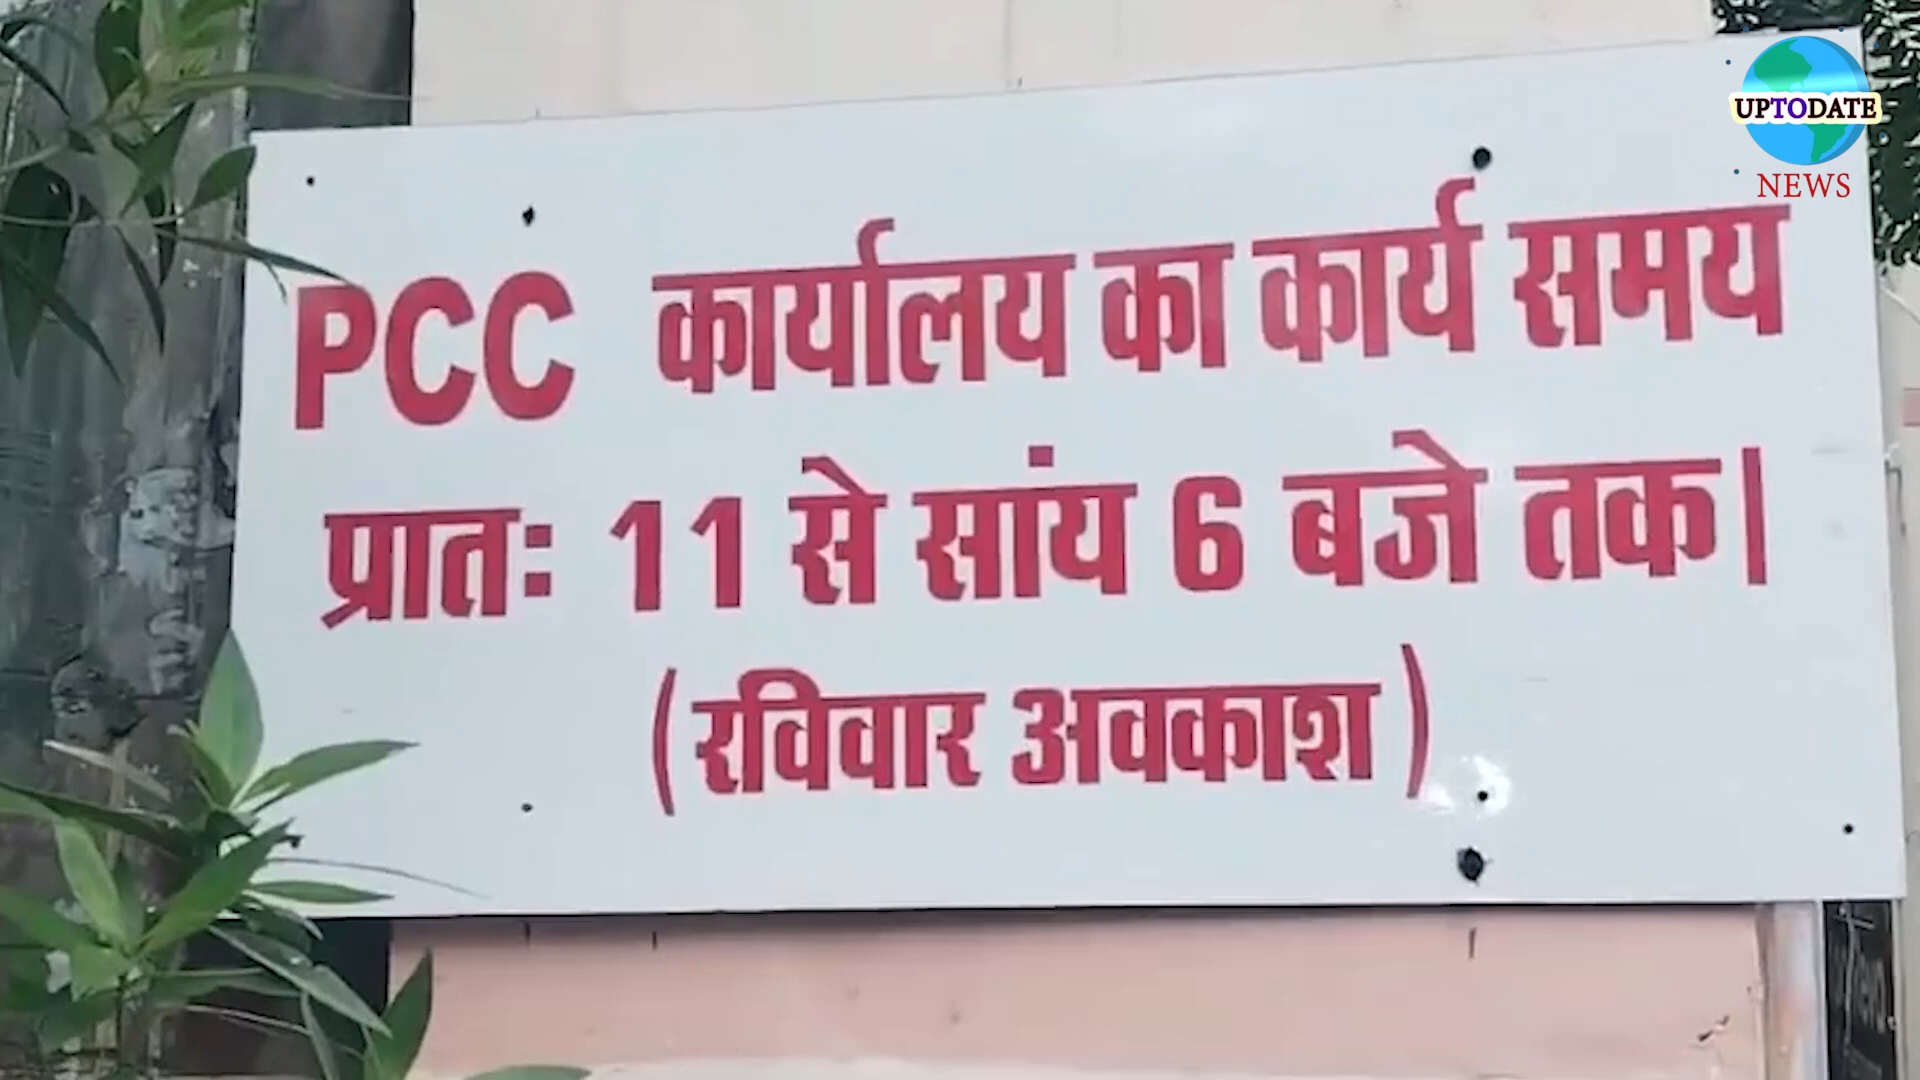 UPTODATE
NEWS
PCC कार्यालय का कार्य समय
प्रातः 11 से सांय 6 बजे तक।
(रविवार अवकाश)